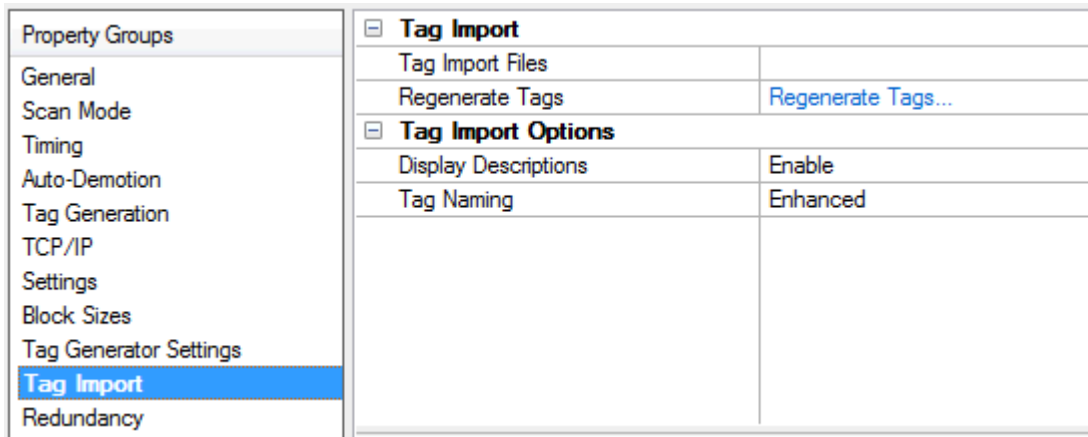 Property Groups
General
Scan Mode
Timing
Auto-Demotion
Tag Generation
TCP/IP
Settings
Block Sizes
Tag Generator Settings
Tag Import
Redundancy
Tag Import
Tag Import Files
Regenerate Tags Regenerate Tags...
Tag Import Options
Display Descriptions Enable
Tag Naming Enhanced